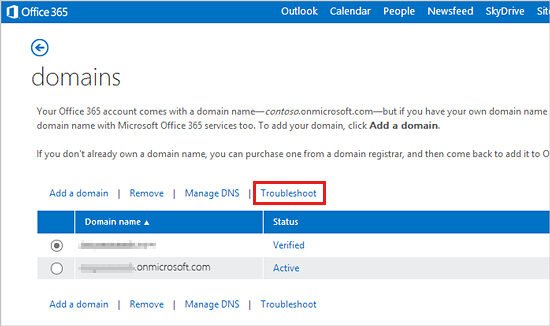 Office 365 Outlook Calendar People Newsfeed SkyDrive Site
domains
Your Office 365 account comes with a domain name—contoso.onmicrosoft.com—but if you have your own domain name
domain name with Microsoft Office 365 services too. To add your domain, click Add a domain.
If you don't already own a domain name, you can purchase one from a domain registrar, and then come back to add it to O
Add a domain | Remove | Manage DNS | Troubleshoot
Domain name ▲ Status
.com Verified
.onmicrosoft.com Active
Add a domain | Remove | Manage DNS | Troubleshoot